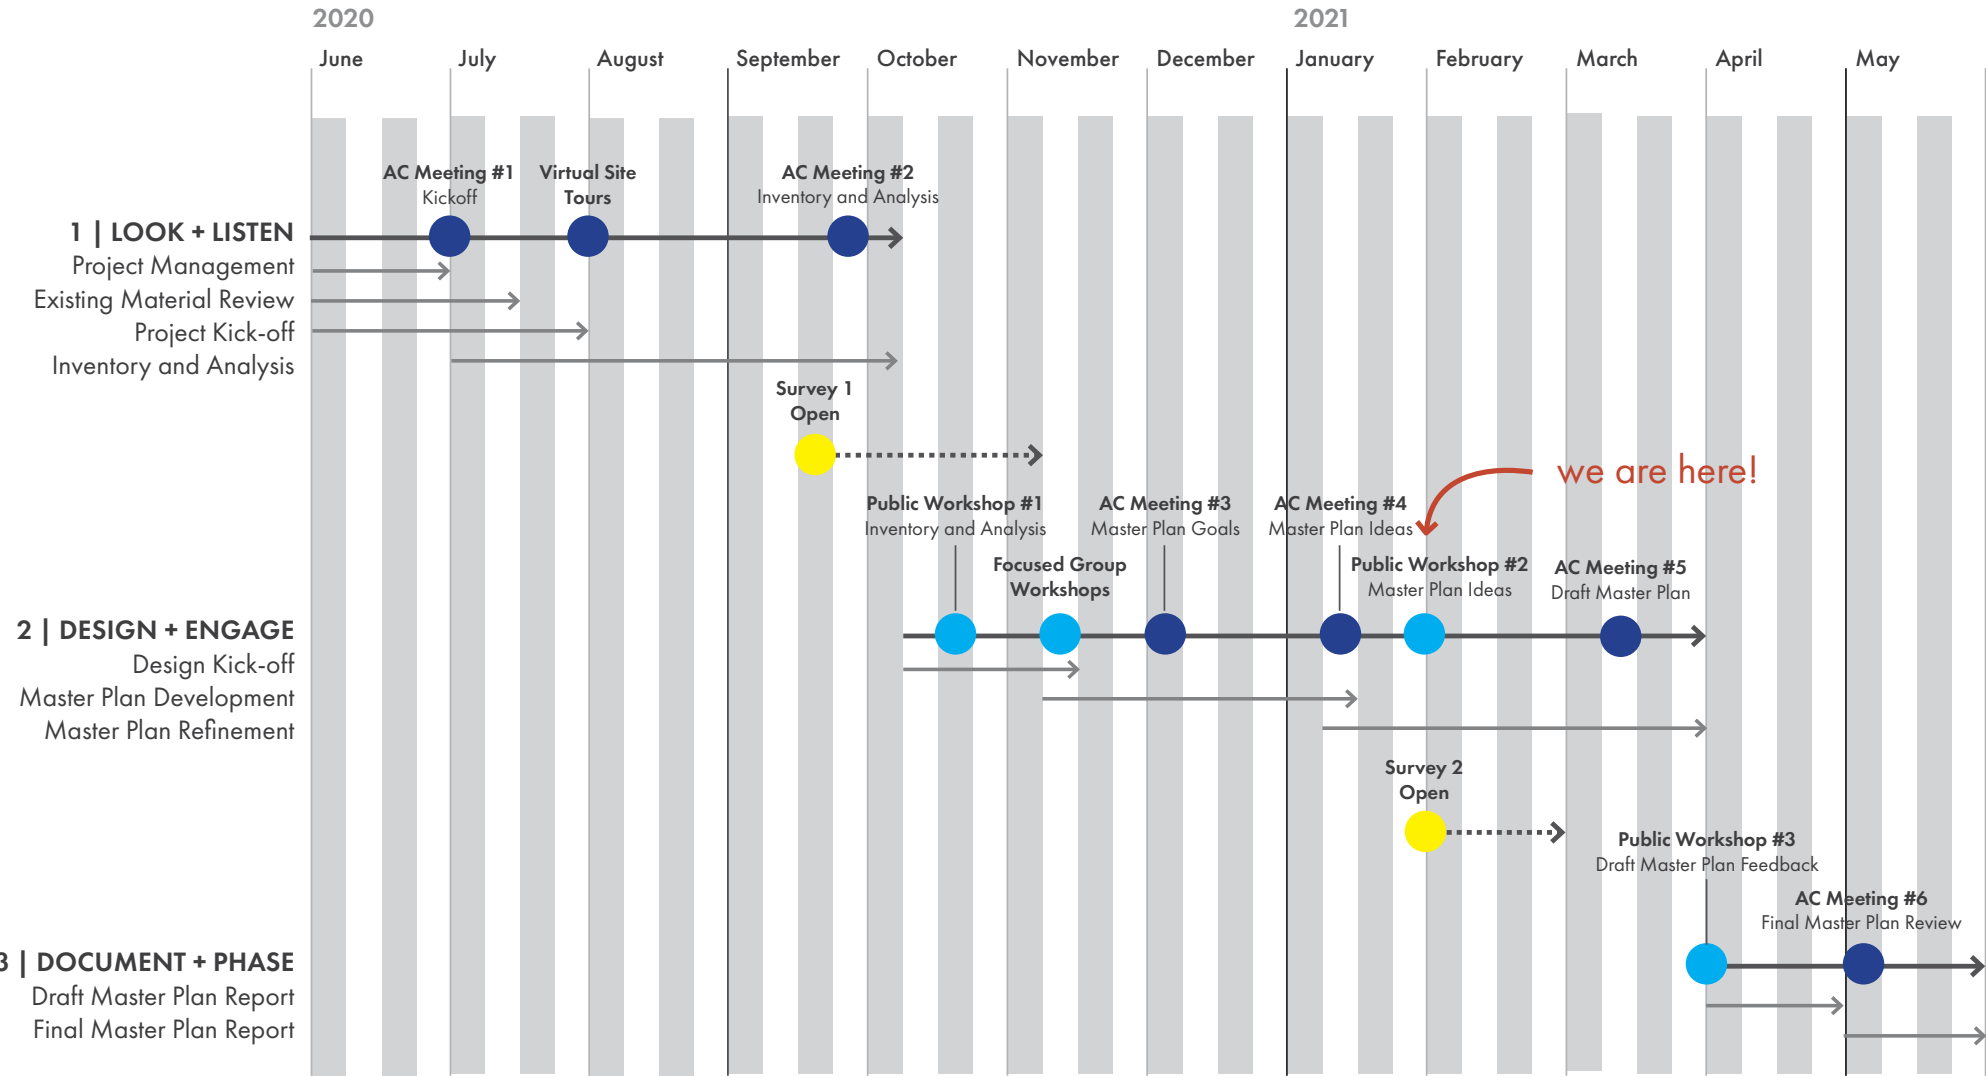 2020
2021
June
July
August
September
October
November
December
January
February
March
April
May
AC Meeting #1
Kickoff
Virtual Site
Tours
AC Meeting #2
Inventory and Analysis
1 | LOOK + LISTEN
Project Management
Existing Material Review
Project Kick-off
Inventory and Analysis
Survey 1
Open
we are here!
Public Workshop #1
Inventory and Analysis
AC Meeting #3
Master Plan Goals
AC Meeting #4
Master Plan Ideas
Focused Group
Workshops
Public Workshop #2
Master Plan Ideas
AC Meeting #5
Draft Master Plan
2 | DESIGN + ENGAGE
Design Kick-off
Master Plan Development
Master Plan Refinement
Survey 2
Open
Public Workshop #3
Draft Master Plan Feedback
AC Meeting #6
Final Master Plan Review
3 | DOCUMENT + PHASE
Draft Master Plan Report
Final Master Plan Report